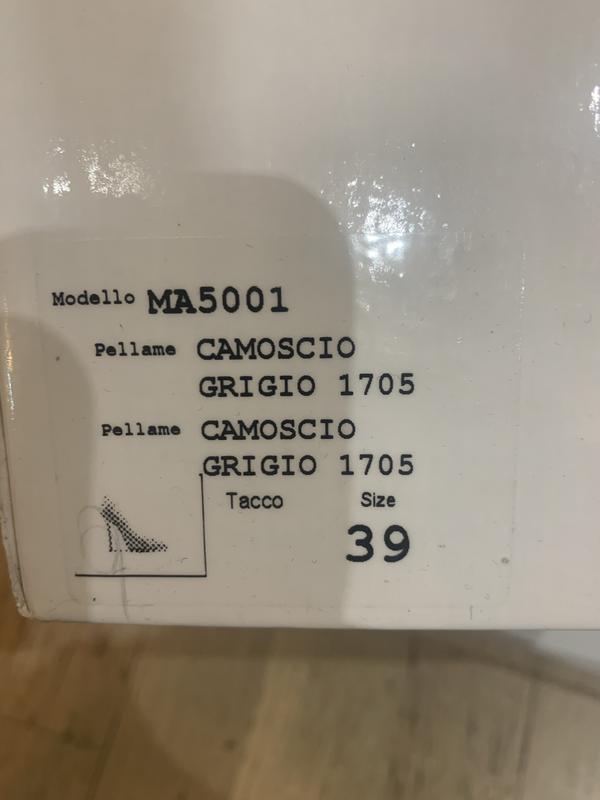 Modello MA5001
Pellame CAMOSCIO
GRIGIO 1705
Pellame CAMOSCIO
GRIGIO 1705
Tacco Size
39